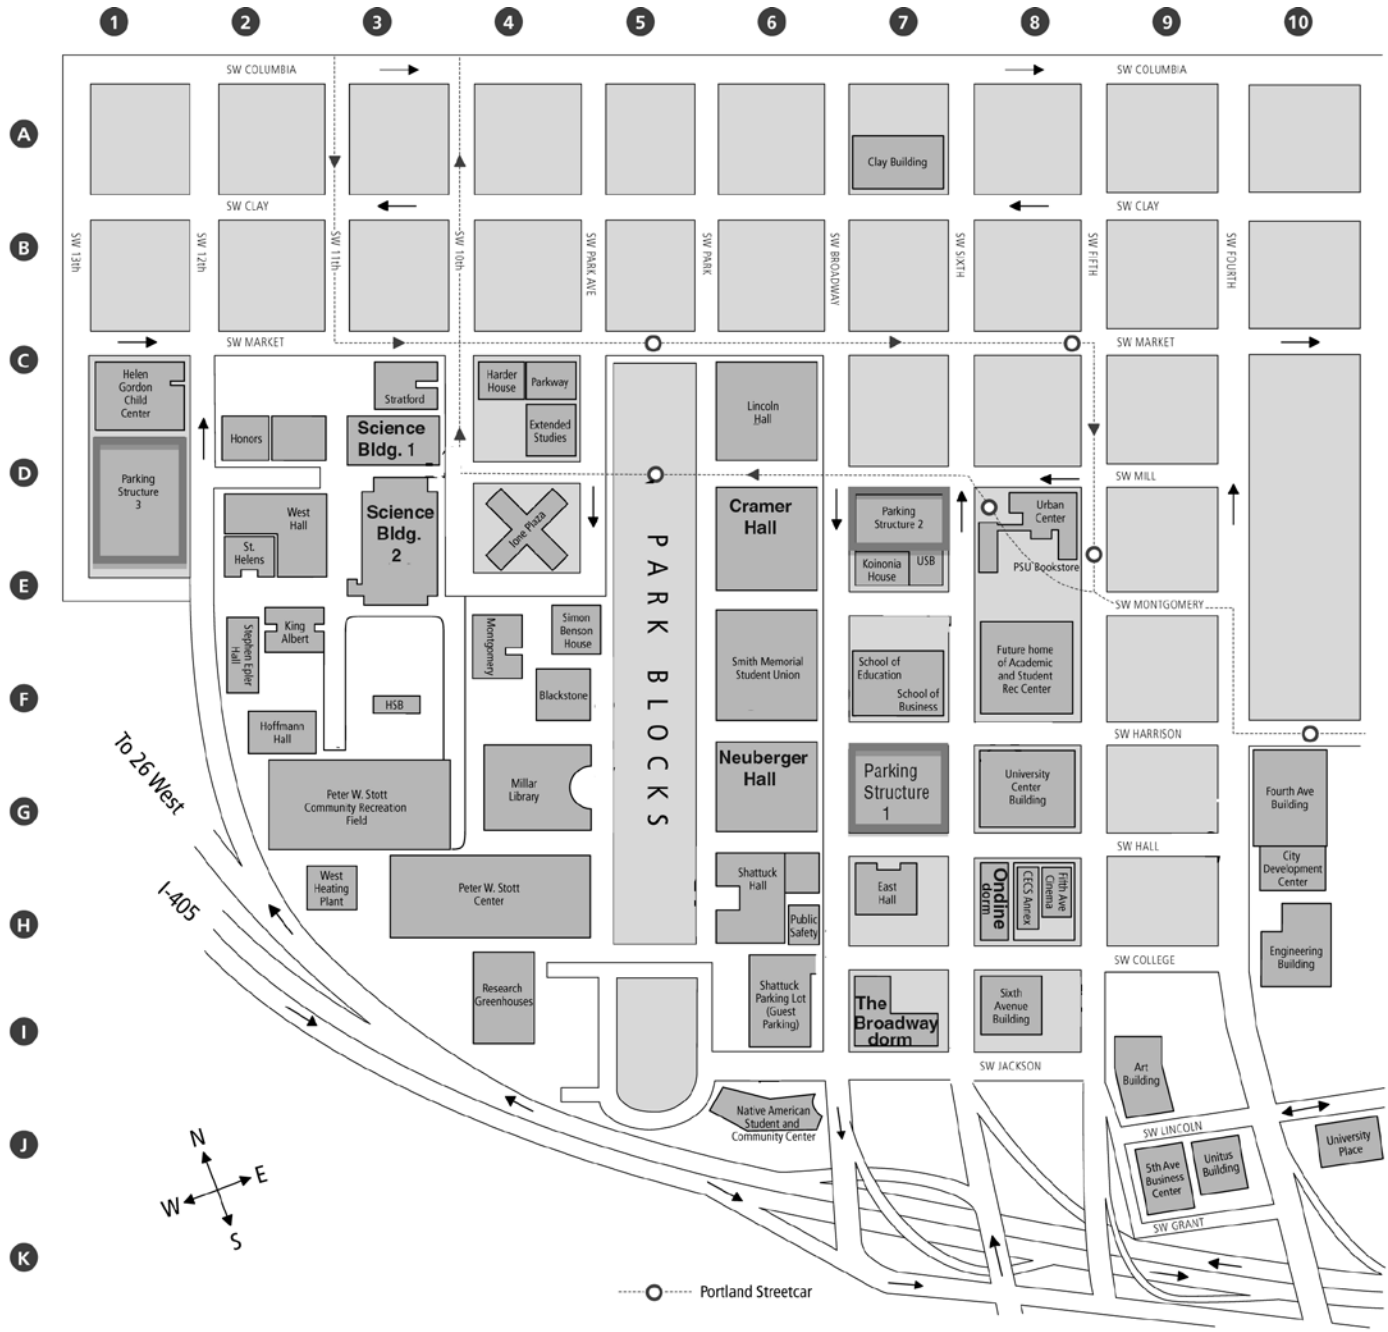 1 2 3 4 5 6 7 8 9 10
SW COLUMBIA
SW COLUMBIA
A
Clay Building
SW CLAY
SW CLAY
B
SW 13th
SW 12th
SW 11th
SW 10th
SW PARK AVE
SW PARK
SW BROADWAY
SW SIXTH
SW FIFTH
SW FOURTH
SW MARKET
SW MARKET
C
Helen
Gordon
Child
Center
Stratford
Harder
House
Parkway
Extended
Studies
Lincoln
Hall
Honors
Science
Bldg. 1
D
Parking
Structure
3
SW MILL
West
Hall
St.
Helens
Science
Bldg.
2
Ione Plaza
PARK BLOCKS
Cramer
Hall
Parking
Structure 2
Koinonia
House
USB
Urban
Center
PSU Bookstore
E
SW MONTGOMERY
Stephen Epler
Hall
King
Albert
Montgomery
Simon
Benson
House
Blackstone
Smith Memorial
Student Union
School of
Education
School of
Business
Future home
of Academic
and Student
Rec Center
F
HSB
Hoffmann
Hall
SW HARRISON
To 26 West
Peter W. Stott
Community Recreation
Field
Millar
Library
Neuberger
Hall
Parking
Structure
1
University
Center
Building
Fourth Ave
Building
G
SW HALL
City
Development
Center
I-405
West
Heating
Plant
Peter W. Stott
Center
Shattuck
Hall
Public
Safety
East
Hall
Ondine
dorm
CECS Annex
Fifth Ave
Cinema
H
Engineering
Building
SW COLLEGE
Research
Greenhouses
Shattuck
Parking Lot
(Guest
Parking)
The
Broadway
dorm
Sixth
Avenue
Building
I
SW JACKSON
Art
Building
Native American
Student and
Community Center
SW LINCOLN
University
Place
J
N
E
W
S
5th Ave
Business
Center
Unitus
Building
SW GRANT
K
Portland Streetcar